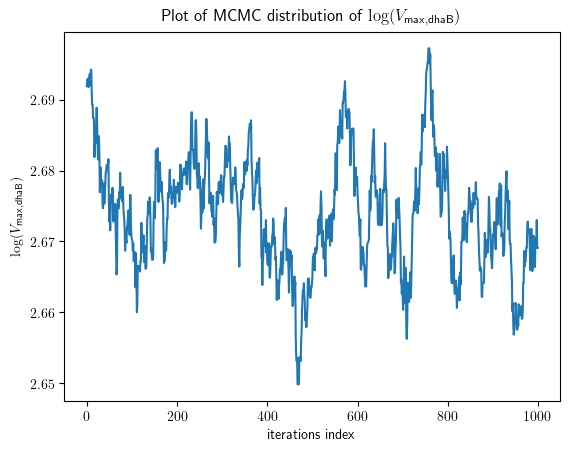 Plot of MCMC distribution of log(V_max,dhaB)
log(V_max,dhaB)
2.69
2.68
2.67
2.66
2.65
0 200 400 600 800 1000
iterations index